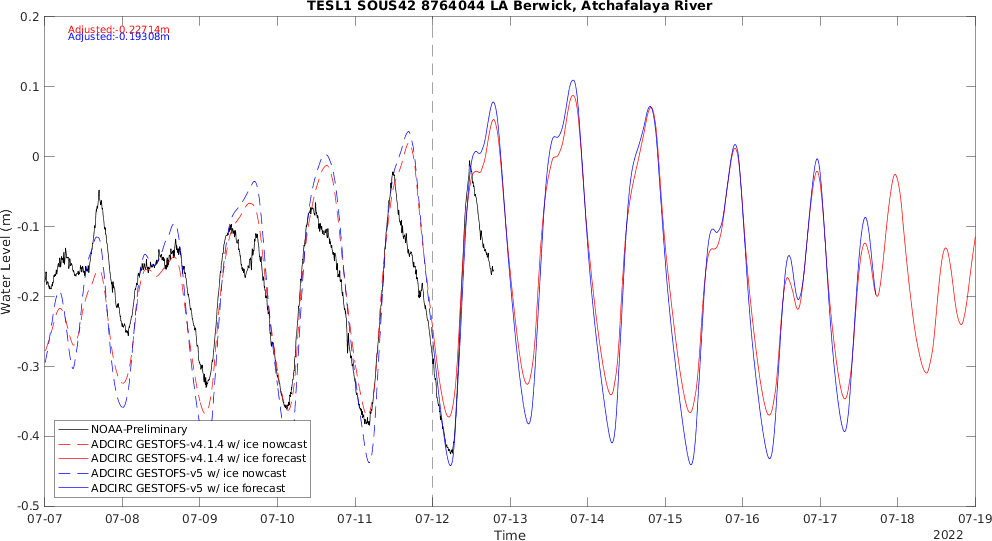 TESL1 SOUS42 8764044 LA Berwick, Atchafalaya River
Adjusted:-0.22714m
Adjusted:-0.19308m
0.2
0.1
0
-0.1
-0.2
-0.3
-0.4
-0.5
Water Level (m)
NOAA-Preliminary
ADCIRC GESTOFS-v4.1.4 w/ ice nowcast
ADCIRC GESTOFS-v4.1.4 w/ ice forecast
ADCIRC GESTOFS-v5 w/ ice nowcast
ADCIRC GESTOFS-v5 w/ ice forecast
07-07 07-08 07-09 07-10 07-11 07-12 07-13 07-14 07-15 07-16 07-17 07-18 07-19
Time
2022